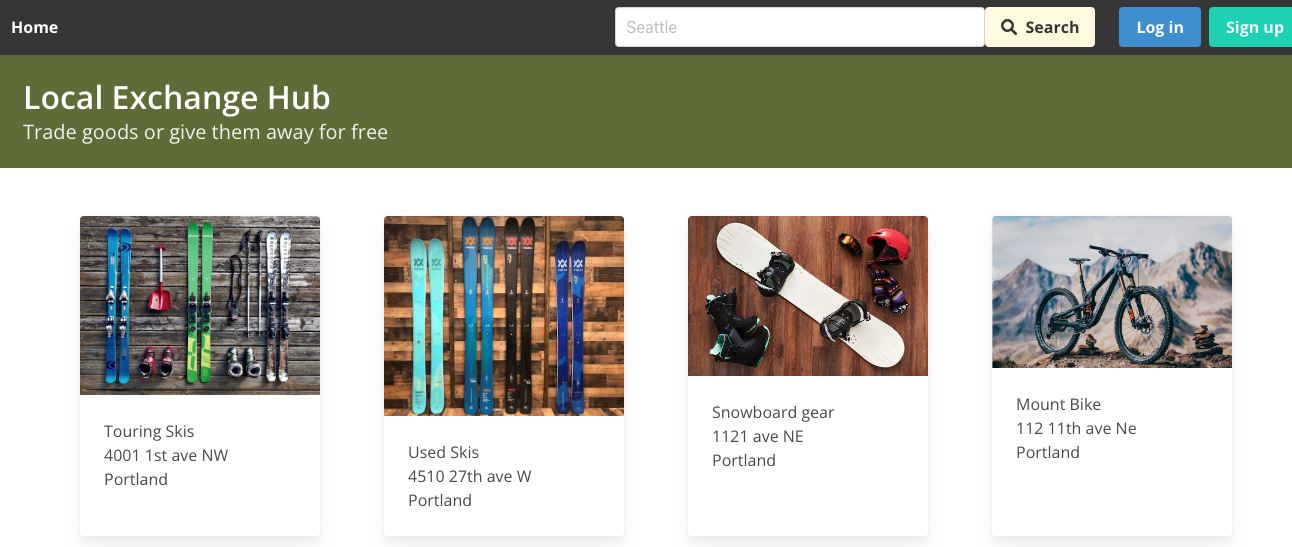 Home
Seattle
Search
Log in
Sign up
Local Exchange Hub
Trade goods or give them away for free
Touring Skis
4001 1st ave NW
Portland
Used Skis
4510 27th ave W
Portland
Snowboard gear
1121 ave NE
Portland
Mount Bike
112 11th ave Ne
Portland